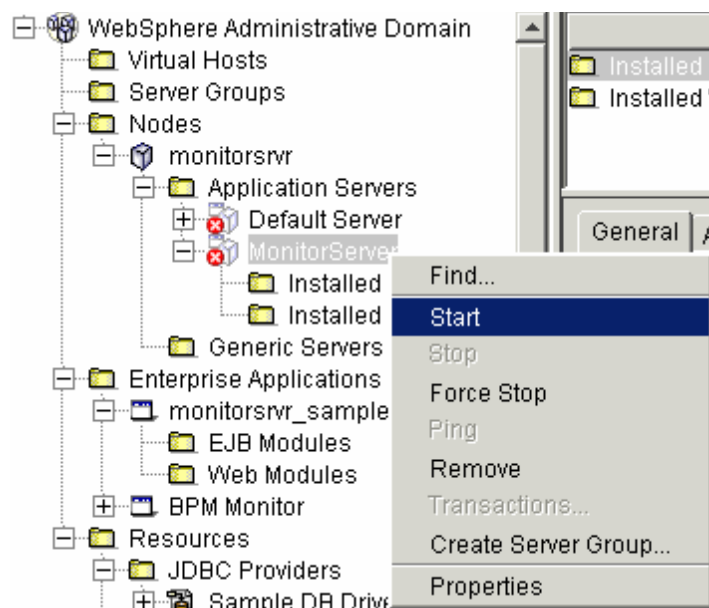 WebSphere Administrative Domain
Virtual Hosts
Server Groups
Nodes
monitorsrvr
Application Servers
Default Server
MonitorServer
Installed
Installed
Generic Servers
Enterprise Applications
monitorsrvr_sample
EJB Modules
Web Modules
BPM Monitor
Resources
JDBC Providers
Sample DB Drive
Installed
Installed
General
Find...
Start
Stop
Force Stop
Ping
Remove
Transactions...
Create Server Group...
Properties